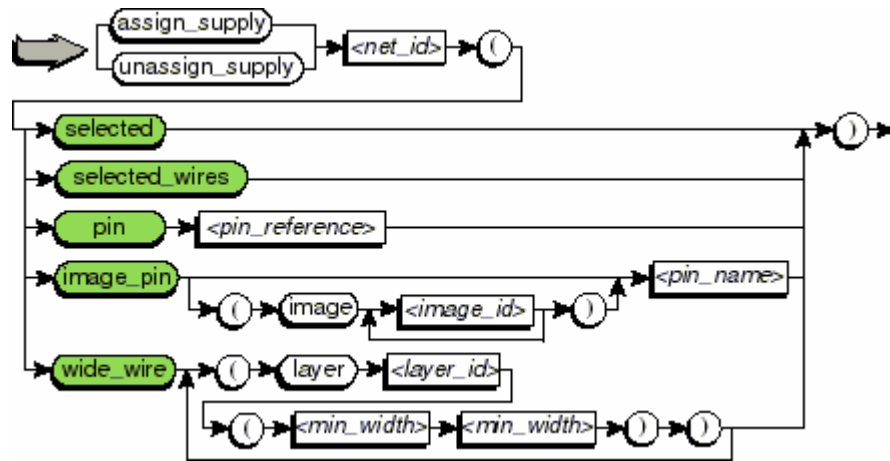 assign_supply
unassign_supply <net_id> (
selected )
selected_wires
pin <pin_reference>
image_pin <pin_name>
( image <image_id> )
wide_wire ( layer <layer_id>
( <min_width> <min_width> ) )